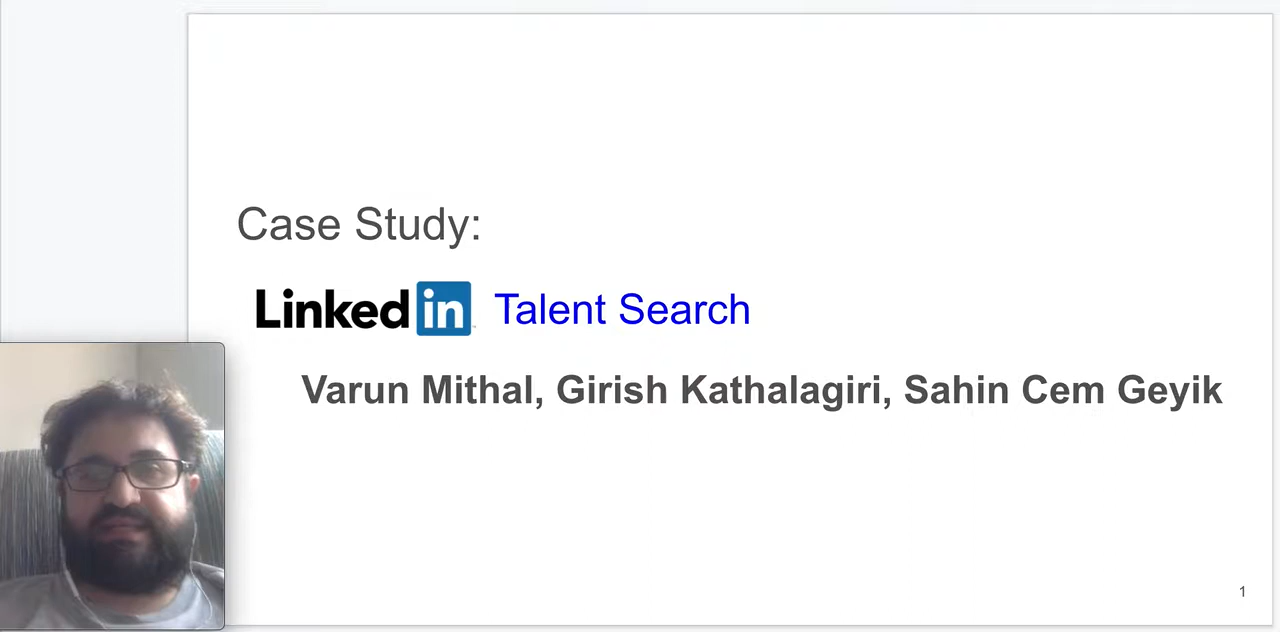 Case Study:
Linkedin Talent Search
Varun Mithal, Girish Kathalagiri, Sahin Cem Geyik
1